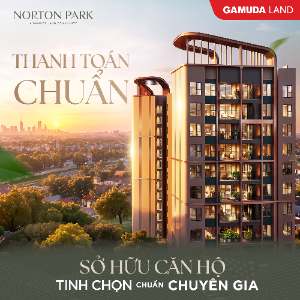 NORTON PARK
GAMUDA LAND
THANH TOÁN
CHUẨN
SỞ HỮU CĂN HỘ
TINH CHỌN CHUẨN CHUYÊN GIA